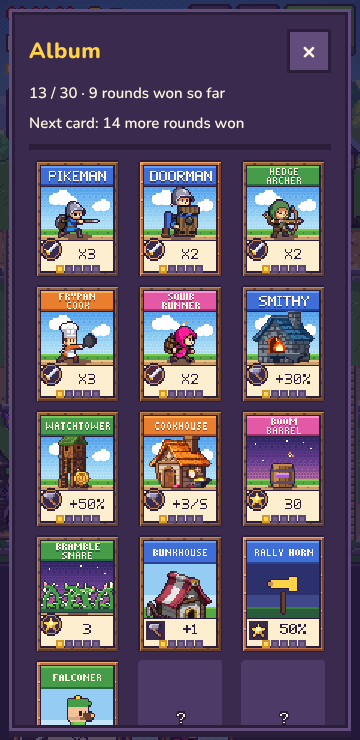 Album
×
13 / 30 · 9 rounds won so far
Next card: 14 more rounds won
PIKEMAN
X3
DOORMAN
X2
HEDGE
ARCHER
X2
FRYPAN
COOK
X3
SQUIB
RUNNER
X2
SMITHY
+30%
WATCHTOWER
+50%
COOKHOUSE
+3/S
BOOM
BARREL
30
BRAMBLE
SNARE
3
BUNKHOUSE
+1
RALLY HORN
50%
FALCONER
?
?